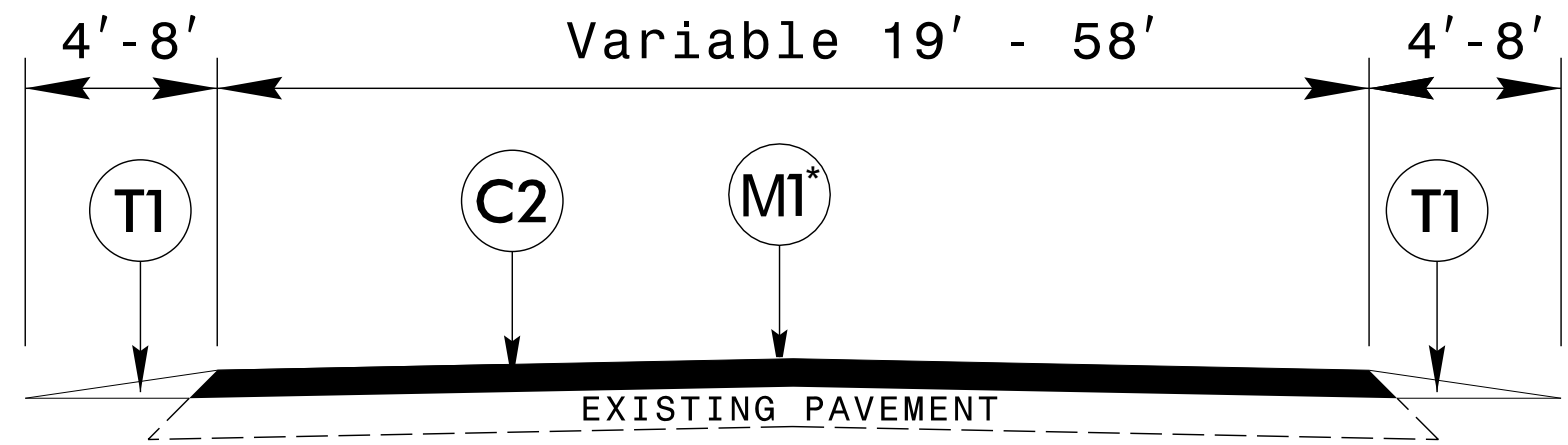 4'-8' Variable 19' - 58' 4'-8'
T1 C2 M1* T1
EXISTING PAVEMENT